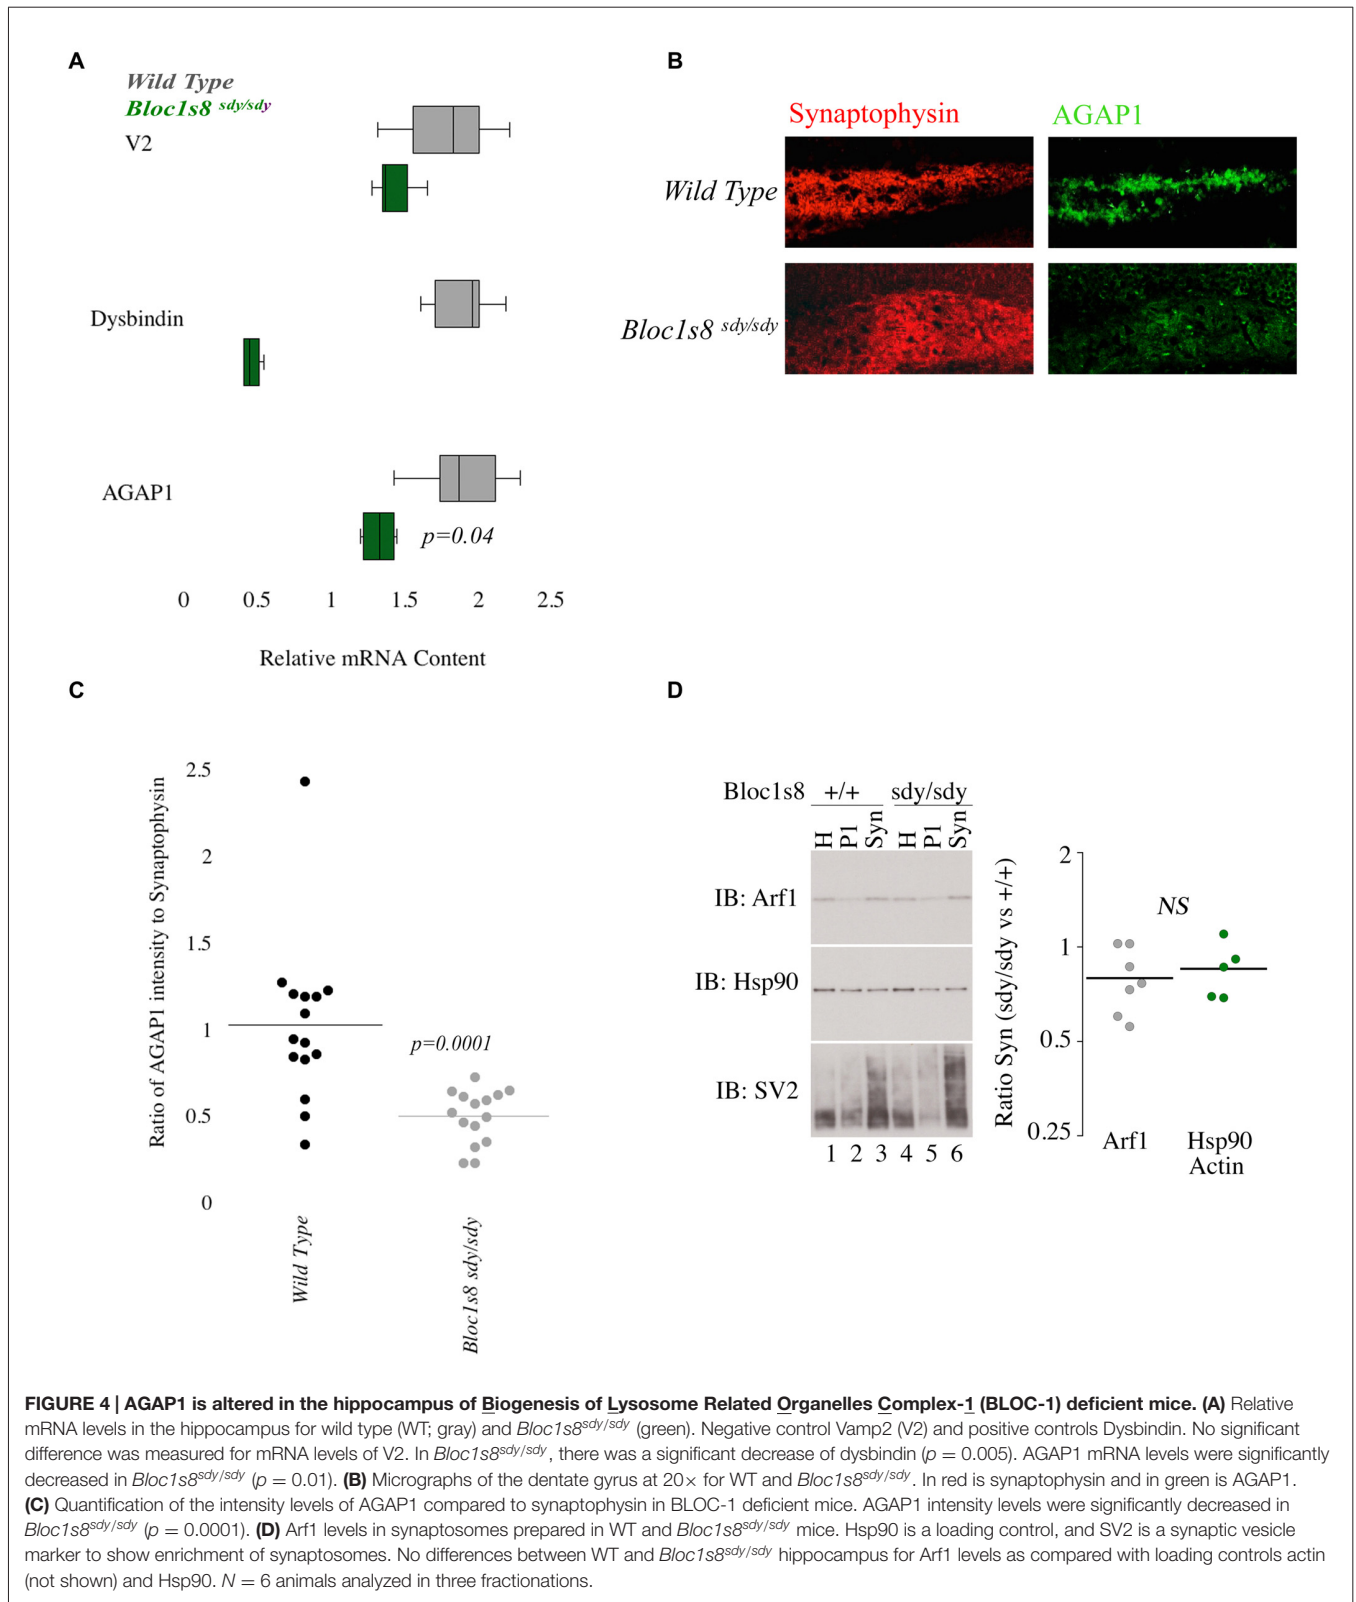 A
Wild Type
Bloc1s8 sdy/sdy
V2
Dysbindin
AGAP1
p=0.04
0 0.5 1 1.5 2 2.5
Relative mRNA Content
B
Synaptophysin AGAP1
Wild Type
Bloc1s8 sdy/sdy
C
Ratio of AGAP1 intensity to Synaptophysin
2.5
2
1.5
1
0.5
0
p=0.0001
Wild Type
Bloc1s8 sdy/sdy
D
Bloc1s8 +/+ sdy/sdy
H P1 Syn H P1 Syn
IB: Arf1
IB: Hsp90
IB: SV2
1 2 3 4 5 6
Ratio Syn (sdy/sdy vs +/+)
2
1
0.5
0.25
NS
Arf1 Hsp90
Actin
FIGURE 4 | AGAP1 is altered in the hippocampus of Biogenesis of Lysosome Related Organelles Complex-1 (BLOC-1) deficient mice. (A) Relative
mRNA levels in the hippocampus for wild type (WT; gray) and Bloc1s8sdy/sdy (green). Negative control Vamp2 (V2) and positive controls Dysbindin. No significant
difference was measured for mRNA levels of V2. In Bloc1s8sdy/sdy, there was a significant decrease of dysbindin (p = 0.005). AGAP1 mRNA levels were significantly
decreased in Bloc1s8sdy/sdy (p = 0.01). (B) Micrographs of the dentate gyrus at 20× for WT and Bloc1s8sdy/sdy. In red is synaptophysin and in green is AGAP1.
(C) Quantification of the intensity levels of AGAP1 compared to synaptophysin in BLOC-1 deficient mice. AGAP1 intensity levels were significantly decreased in
Bloc1s8sdy/sdy (p = 0.0001). (D) Arf1 levels in synaptosomes prepared in WT and Bloc1s8sdy/sdy mice. Hsp90 is a loading control, and SV2 is a synaptic vesicle
marker to show enrichment of synaptosomes. No differences between WT and Bloc1s8sdy/sdy hippocampus for Arf1 levels as compared with loading controls actin
(not shown) and Hsp90. N = 6 animals analyzed in three fractionations.